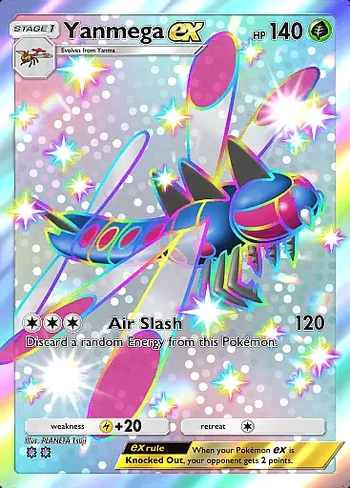 STAGE 1
Yanmega ex
HP 140
Evolves from Yanma
Air Slash 120
Discard a random Energy from this Pokémon.
weakness +20 retreat
Illus. PLANETA Tsuji
ex rule
When your Pokémon ex is
Knocked Out, your opponent gets 2 points.